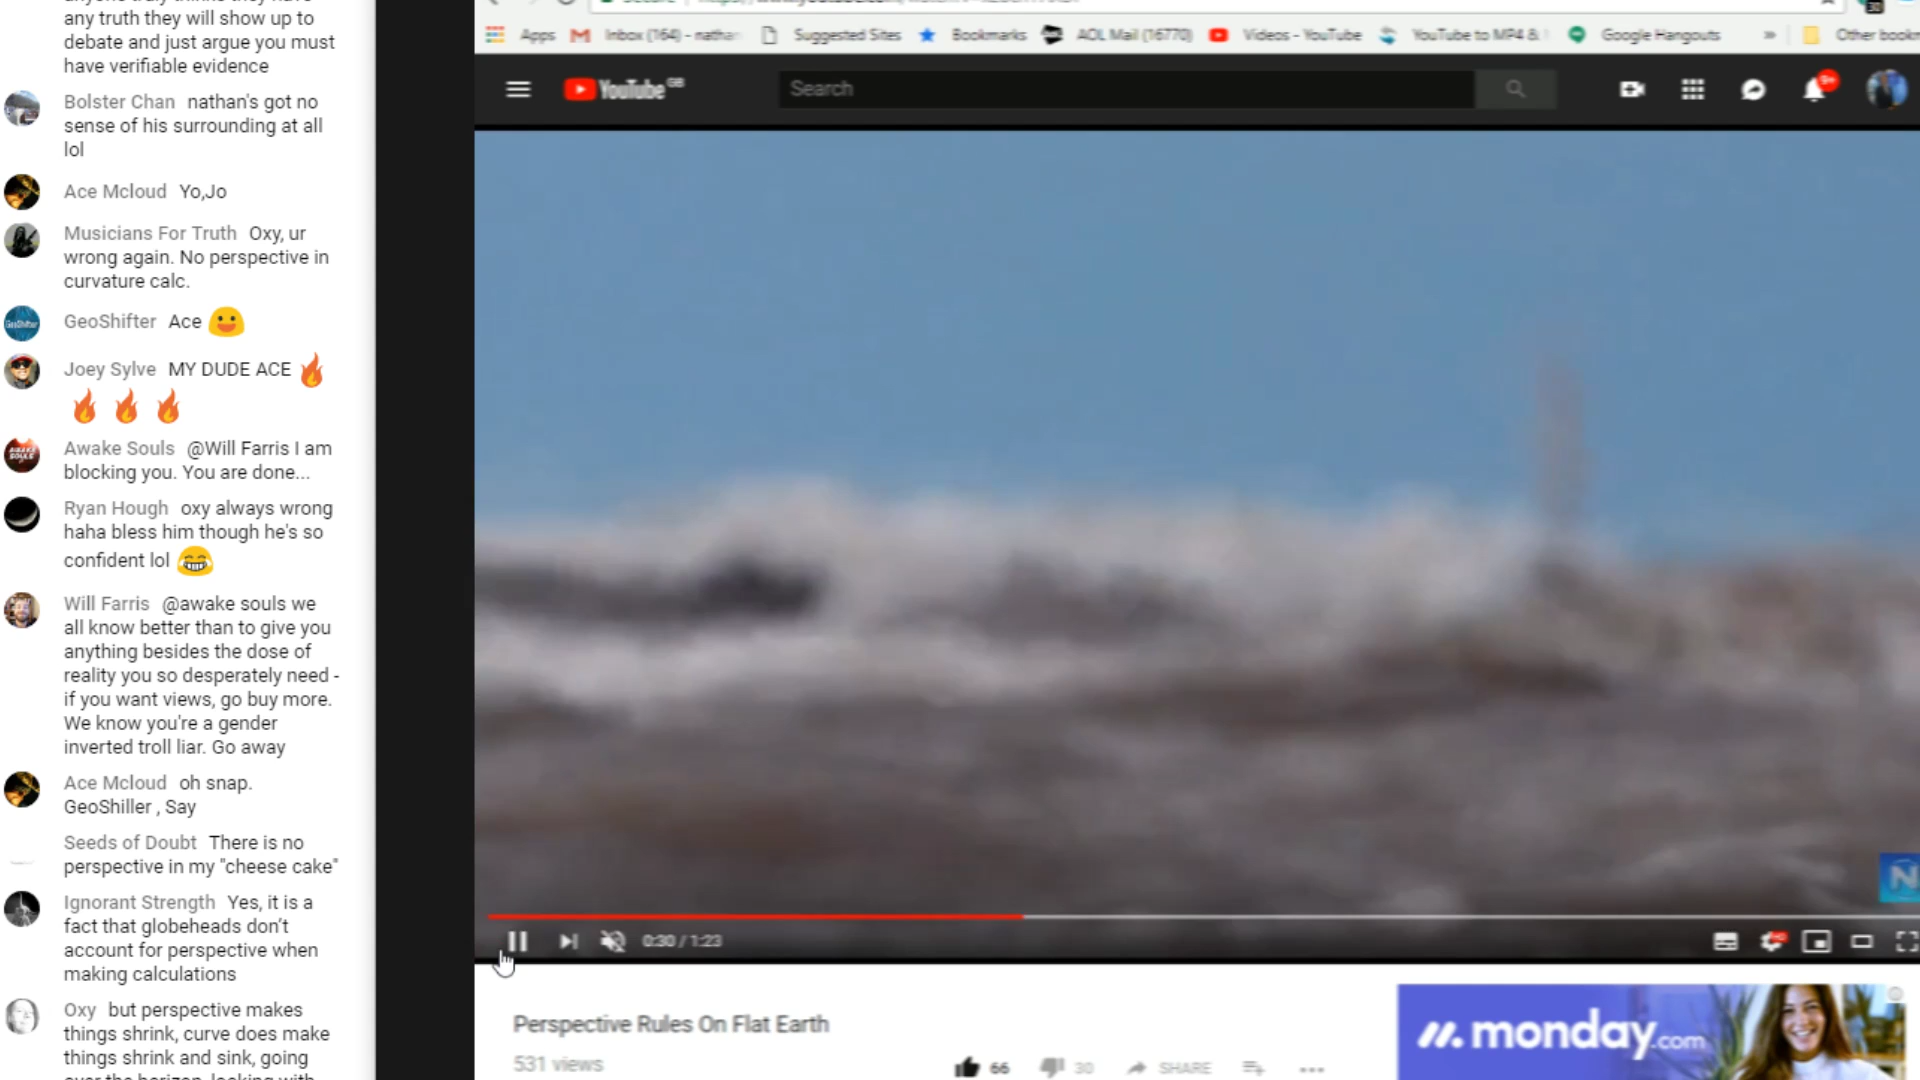 any truth they will show up to
debate and just argue you must
have verifiable evidence
Bolster Chan nathan's got no
sense of his surrounding at all
lol
Ace Mcloud Yo,Jo
Musicians For Truth Oxy, ur
wrong again. No perspective in
curvature calc.
GeoShifter Ace
Joey Sylve MY DUDE ACE
Awake Souls @Will Farris I am
blocking you. You are done...
Ryan Hough oxy always wrong
haha bless him though he's so
confident lol
Will Farris @awake souls we
all know better than to give you
anything besides the dose of
reality you so desperately need -
if you want views, go buy more.
We know you're a gender
inverted troll liar. Go away
Ace Mcloud oh snap.
GeoShiller , Say
Seeds of Doubt There is no
perspective in my "cheese cake"
Ignorant Strength Yes, it is a
fact that globeheads don't
account for perspective when
making calculations
Oxy but perspective makes
things shrink, curve does make
things shrink and sink, going
Apps Inbox (164) - nathan Suggested Sites Bookmarks AOL Mail (16770) Videos - YouTube YouTube to MP4 & Google Hangouts » Other bookm
YouTube GB Search 9+
N
0:30 / 1:23
Perspective Rules On Flat Earth
531 views 66 30 SHARE
monday.com